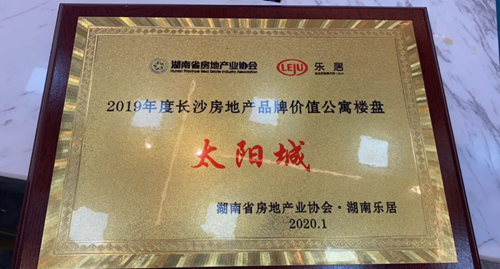 湖南省房地产业协会 LEJU 乐居
Hunan Province Real Estate Industry Association
2019年度长沙房地产品牌价值公寓楼盘
太阳城
湖南省房地产业协会·湖南乐居
2020.1